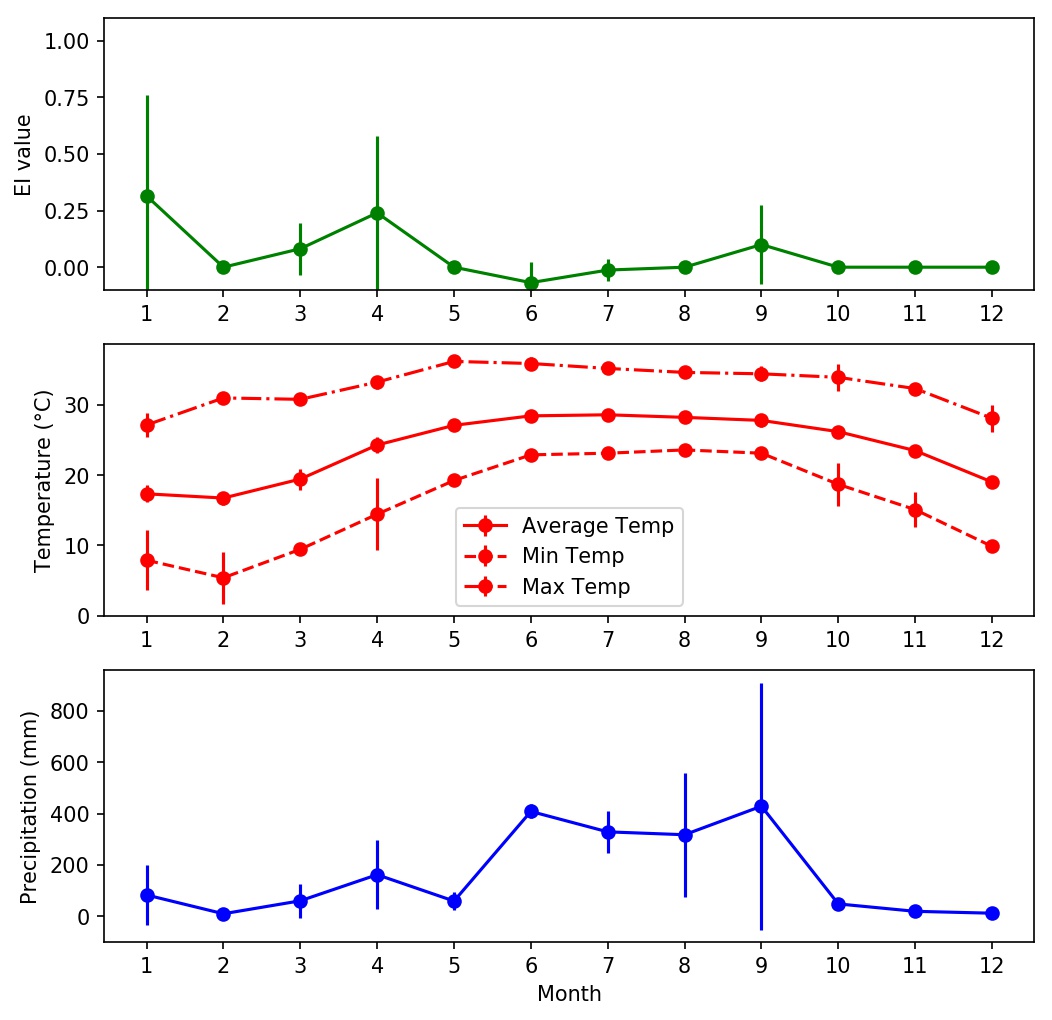 1.00
0.75
0.50
0.25
0.00
EI value
1 2 3 4 5 6 7 8 9 10 11 12
30
20
10
0
Temperature (°C)
Average Temp
Min Temp
Max Temp
1 2 3 4 5 6 7 8 9 10 11 12
800
600
400
200
0
Precipitation (mm)
1 2 3 4 5 6 7 8 9 10 11 12
Month